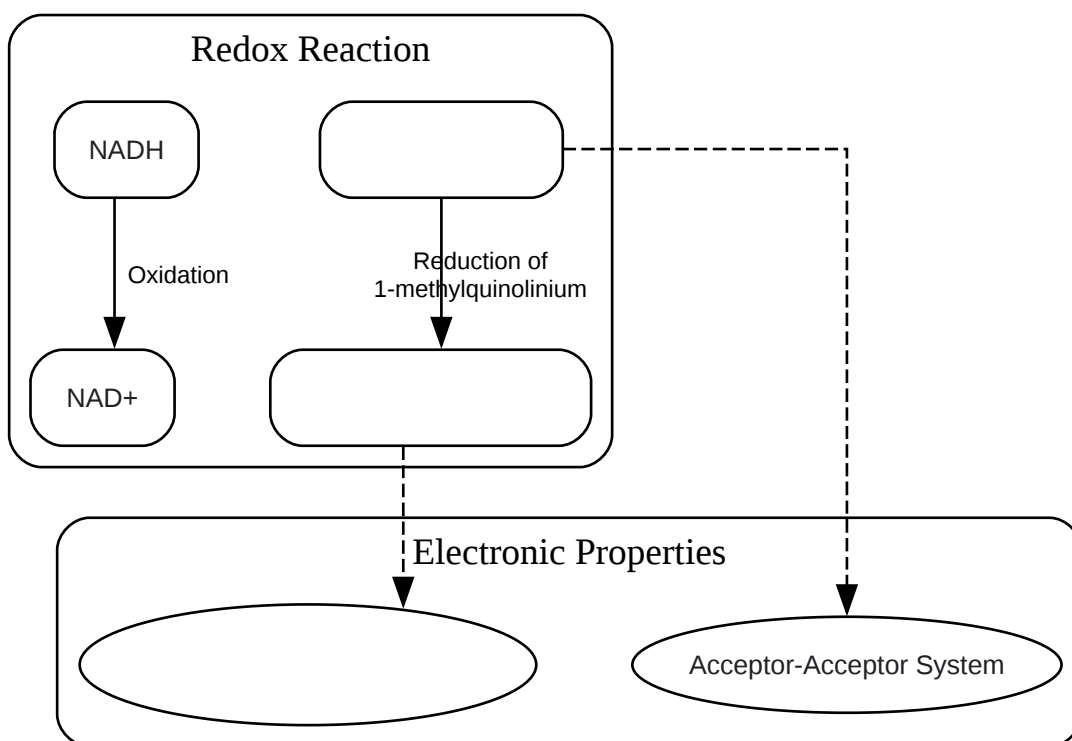 Redox Reaction
NADH
Oxidation
Reduction of
1-methylquinolinium
NAD+
Electronic Properties
Acceptor-Acceptor System